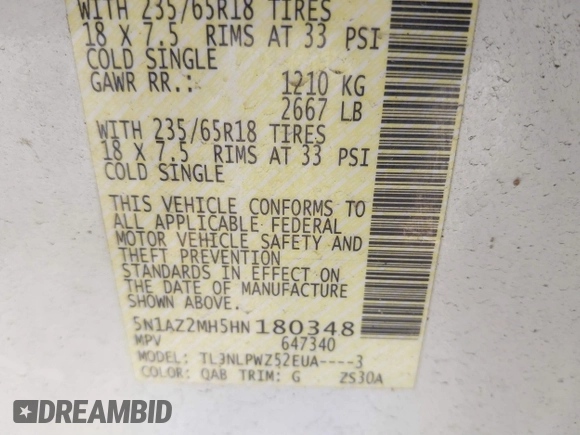 WITH 235/65R18 TIRES
18 X 7.5 RIMS AT 33 PSI
COLD SINGLE
GAWR RR.: 1210 KG
2667 LB
WITH 235/65R18 TIRES
18 X 7.5 RIMS AT 33 PSI
COLD SINGLE
THIS VEHICLE CONFORMS TO
ALL APPLICABLE FEDERAL
MOTOR VEHICLE SAFETY AND
THEFT PREVENTION
STANDARDS IN EFFECT ON
THE DATE OF MANUFACTURE
SHOWN ABOVE.
5N1AZ2MH5HN180348
MPV 647340
MODEL: TL3NLPWZ52EUA----3
COLOR: QAB TRIM: G ZS30A
DREAMBID